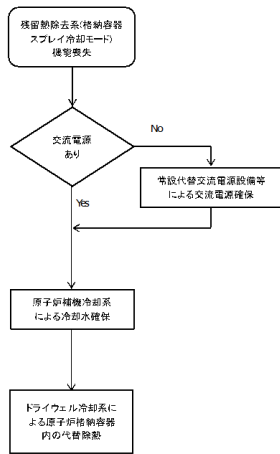 残留熱除去系(格納容器
スプレイ冷却モード)
機能喪失
交流電源
あり
No
常設代替交流電源設備等
による交流電源確保
Yes
原子炉補機冷却系
による冷却水確保
ドライウェル冷却系に
よる原子炉格納容器
内の代替除熱